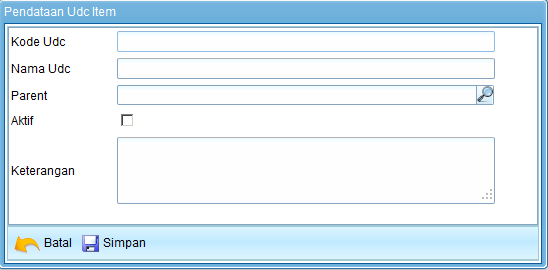 Pendataan Udc Item
Kode Udc
Nama Udc
Parent
Aktif
Keterangan
Batal Simpan